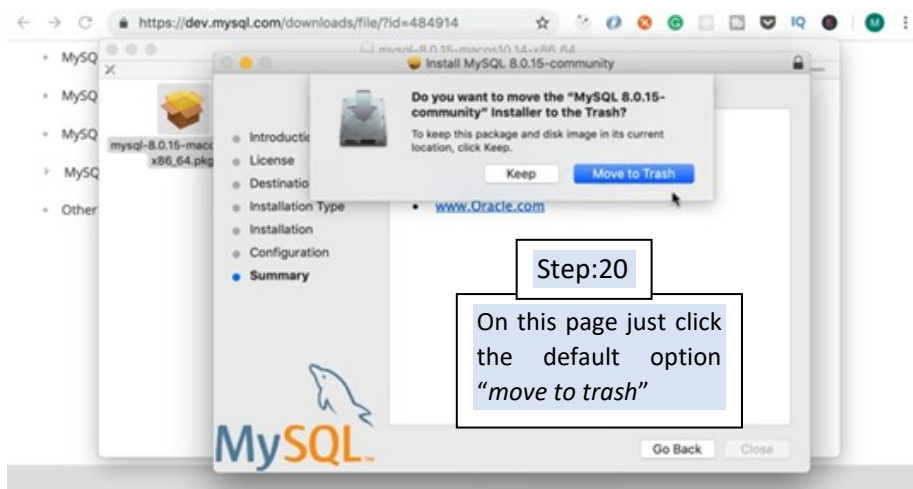 https://dev.mysql.com/downloads/file/?id=484914
IQ
M
MySQ
MySQ
MySQ
MySQ
Other
mysql-8.0.15-macos10.14-x86_64
mysql-8.0.15-maco
x86_64.pkg
Install MySQL 8.0.15-community
Do you want to move the "MySQL 8.0.15-
community" Installer to the Trash?
To keep this package and disk image in its current
location, click Keep.
Keep
Move to Trash
Introductio
License
Destinatio
Installation Type
Installation
Configuration
Summary
www.Oracle.com
Step:20
On this page just click
the default option
"move to trash"
MySQL
Go Back
Close